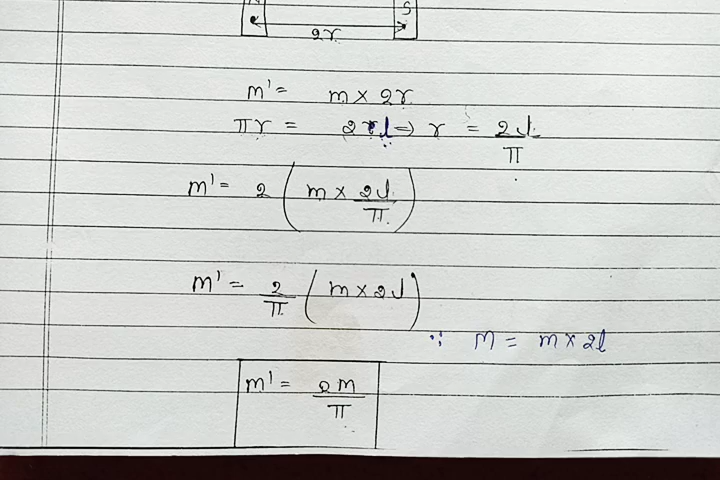 N S
2r
m' = m × 2r
πr = 2l ⇒ r = 2l/π
m' = 2 (m × 2l/π)
m' = 2/π (m × 2l)
∵ M = m × 2l
m' = 2M/π